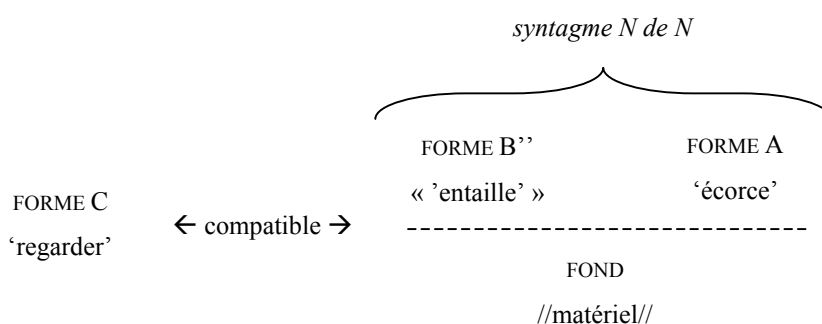 syntagme N de N
FORME B’’
FORME A
« ’entaille’ »
‘écorce’
FORME C
‘regarder’
← compatible →
FOND
//matériel//